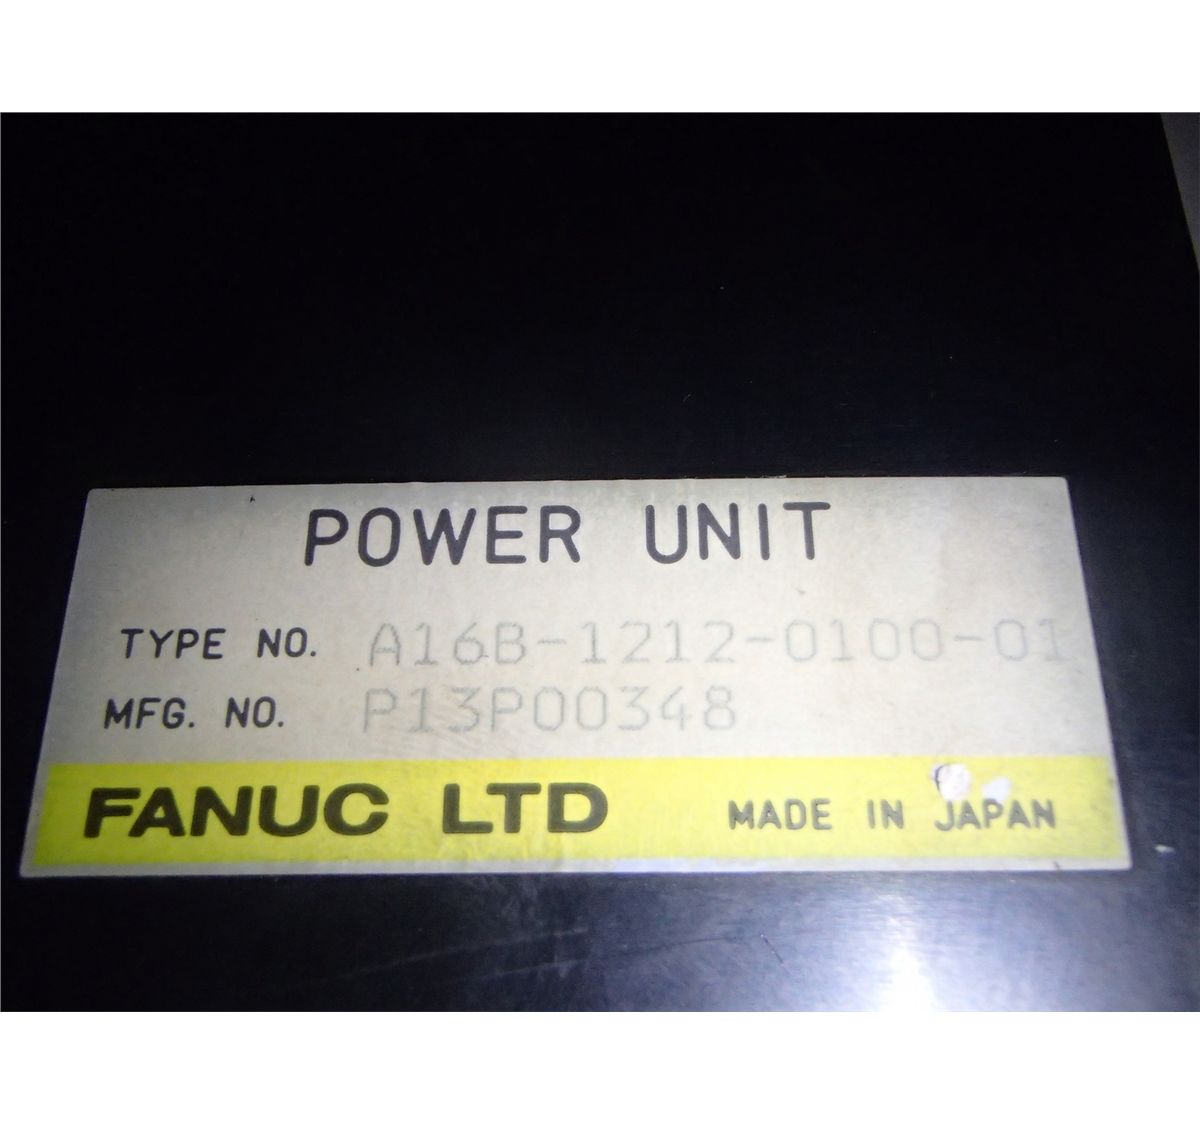 POWER UNIT
TYPE NO. A16B-1212-0100-01
MFG. NO. P13P00348
FANUC LTD MADE IN JAPAN